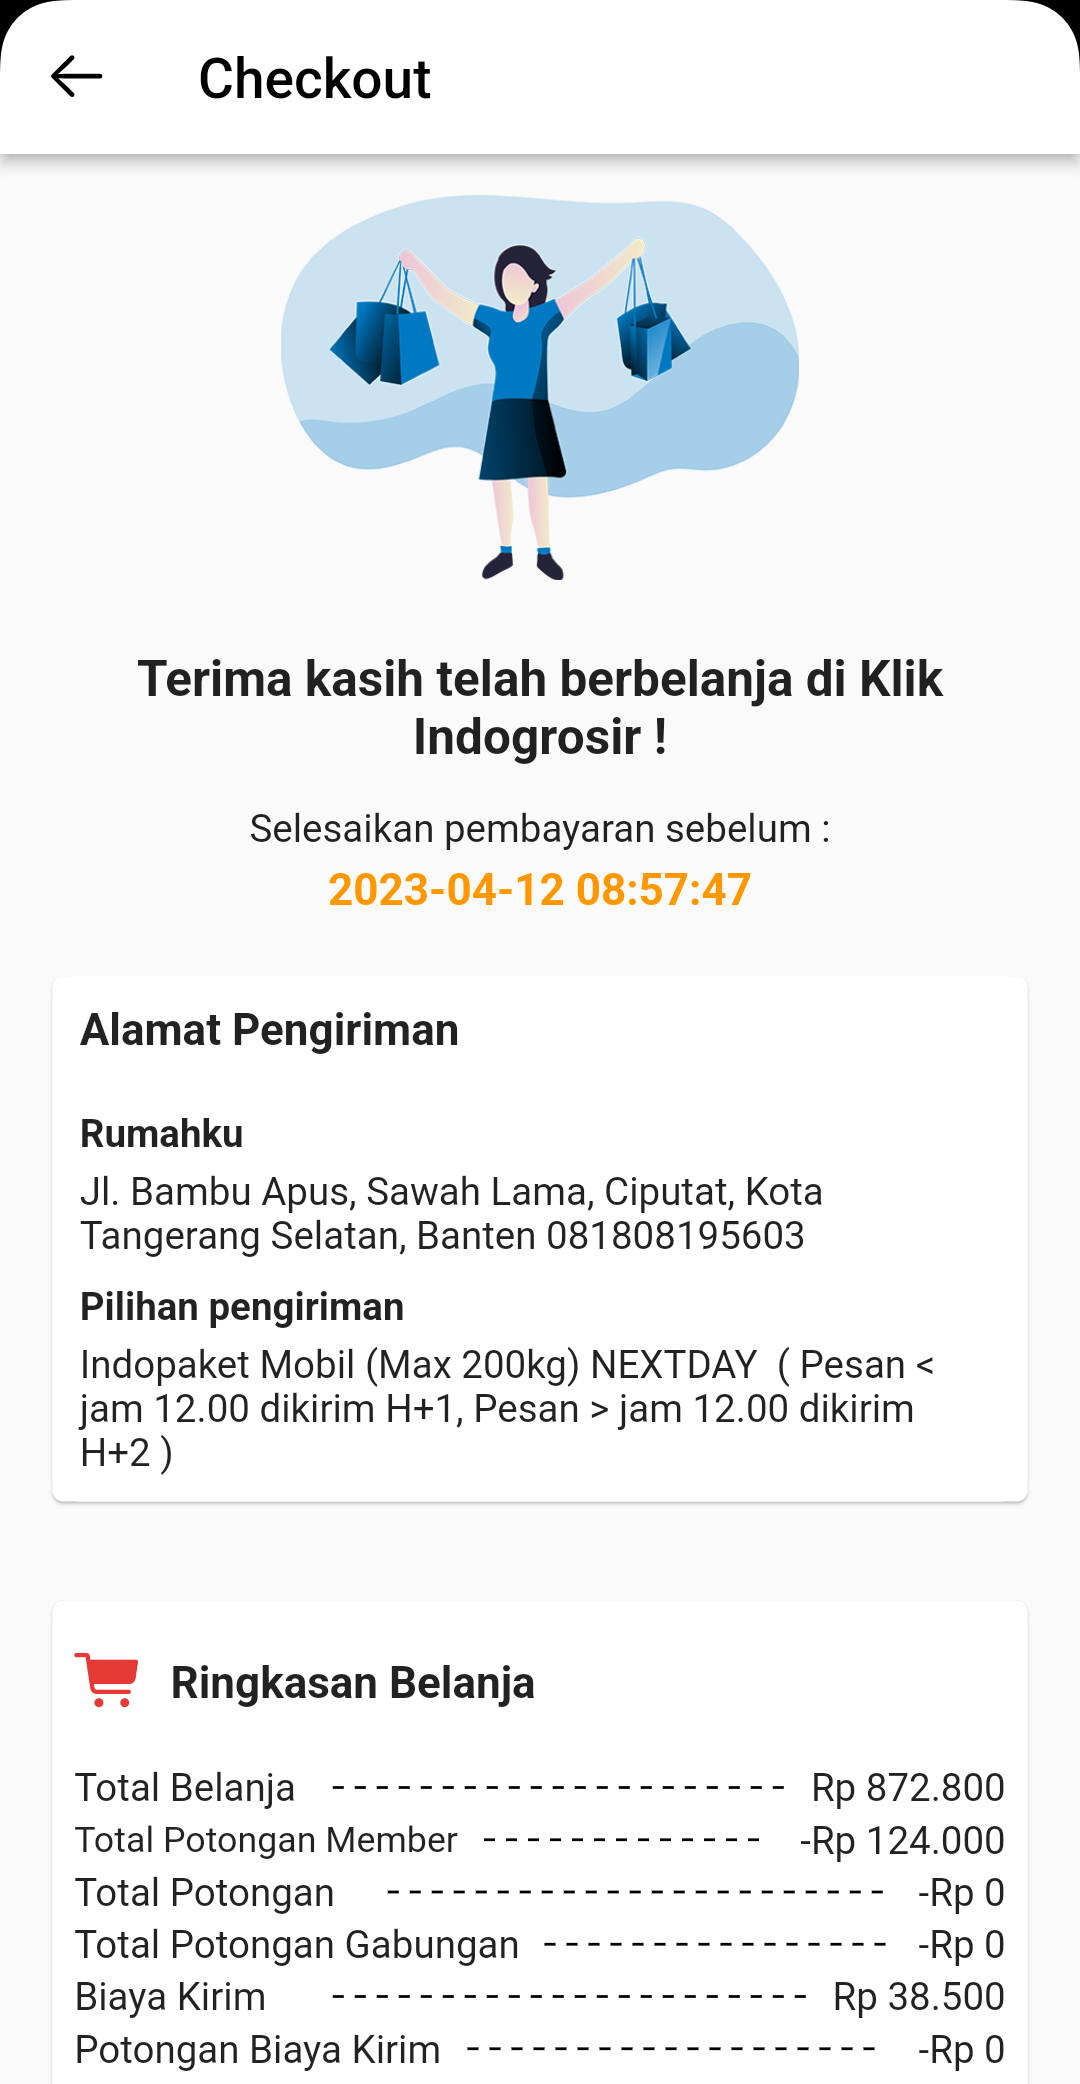 Checkout
Terima kasih telah berbelanja di Klik
Indogrosir !
Selesaikan pembayaran sebelum :
2023-04-12 08:57:47
Alamat Pengiriman
Rumahku
Jl. Bambu Apus, Sawah Lama, Ciputat, Kota
Tangerang Selatan, Banten 081808195603
Pilihan pengiriman
Indopaket Mobil (Max 200kg) NEXTDAY  ( Pesan <
jam 12.00 dikirim H+1, Pesan > jam 12.00 dikirim
H+2 )
Ringkasan Belanja
Total Belanja --------------------- Rp 872.800
Total Potongan Member ------------- -Rp 124.000
Total Potongan ----------------------- -Rp 0
Total Potongan Gabungan ---------------- -Rp 0
Biaya Kirim ---------------------- Rp 38.500
Potongan Biaya Kirim ------------------- -Rp 0